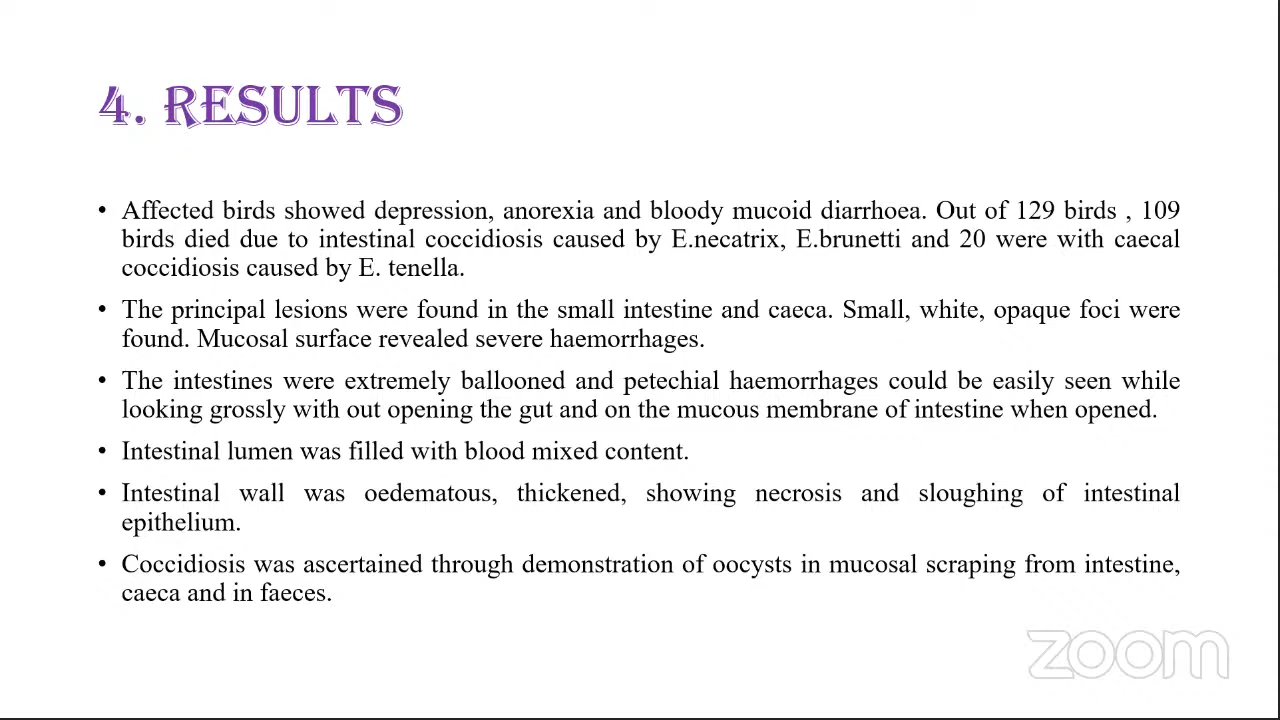 4. RESULTS
• Affected birds showed depression, anorexia and bloody mucoid diarrhoea. Out of 129 birds , 109
birds died due to intestinal coccidiosis caused by E.necatrix, E.brunetti and 20 were with caecal
coccidiosis caused by E. tenella.
• The principal lesions were found in the small intestine and caeca. Small, white, opaque foci were
found. Mucosal surface revealed severe haemorrhages.
• The intestines were extremely ballooned and petechial haemorrhages could be easily seen while
looking grossly with out opening the gut and on the mucous membrane of intestine when opened.
• Intestinal lumen was filled with blood mixed content.
• Intestinal wall was oedematous, thickened, showing necrosis and sloughing of intestinal
epithelium.
• Coccidiosis was ascertained through demonstration of oocysts in mucosal scraping from intestine,
caeca and in faeces.
zoom